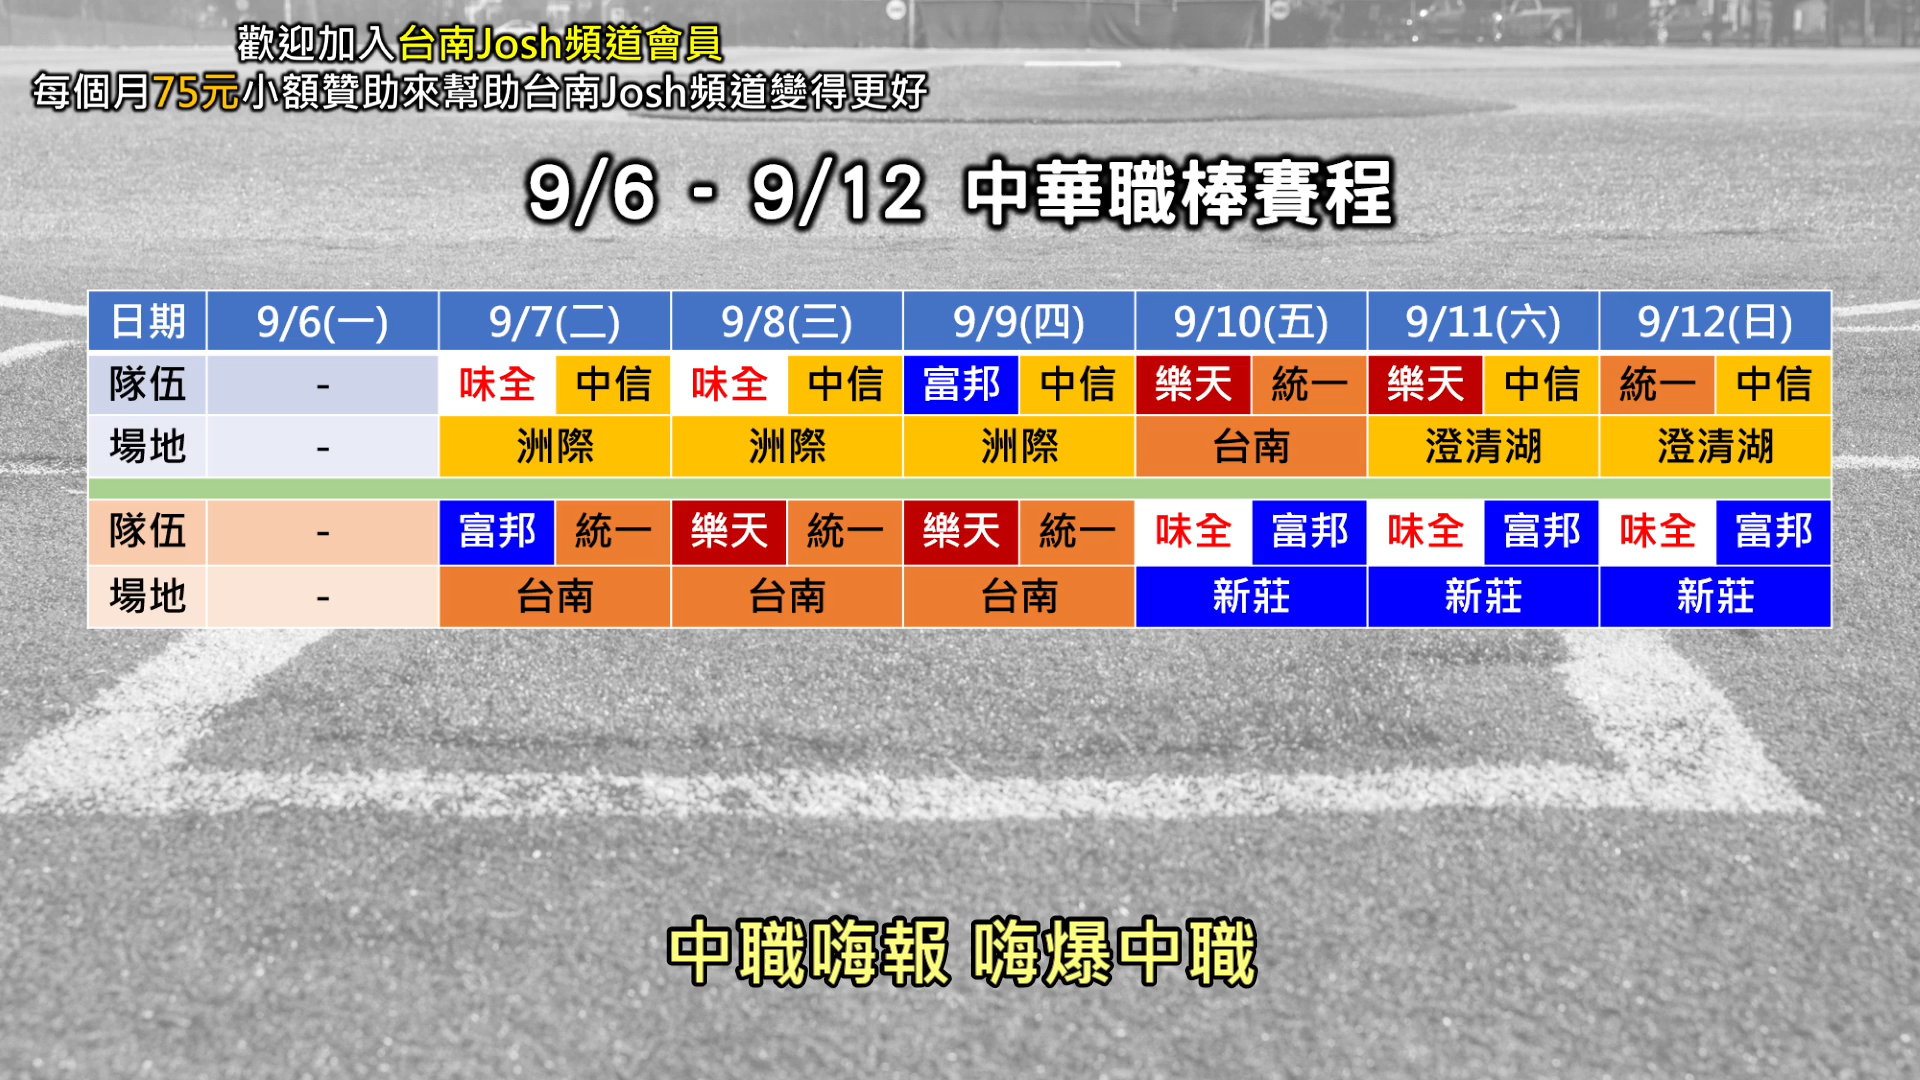 歡迎加入台南Josh頻道會員
每個月75元小額贊助來幫助台南Josh頻道變得更好
9/6 - 9/12 中華職棒賽程
日期 9/6(一) 9/7(二) 9/8(三) 9/9(四) 9/10(五) 9/11(六) 9/12(日)
隊伍 - 味全 中信 味全 中信 富邦 中信 樂天 統一 樂天 中信 統一 中信
場地 - 洲際 洲際 洲際 台南 澄清湖 澄清湖
隊伍 - 富邦 統一 樂天 統一 樂天 統一 味全 富邦 味全 富邦 味全 富邦
場地 - 台南 台南 台南 新莊 新莊 新莊
中職嗨報 嗨爆中職